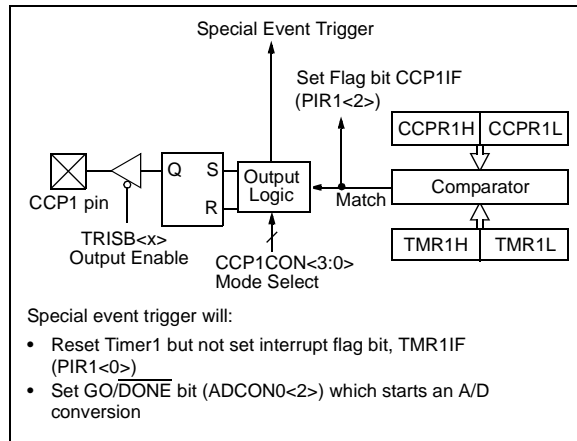 Special Event Trigger
Set Flag bit CCP1IF
(PIR1<2>)
CCPR1H CCPR1L
Q S
R
Output
Logic
Match
Comparator
CCP1 pin
TRISB<x>
Output Enable
CCP1CON<3:0>
Mode Select
TMR1H TMR1L
Special event trigger will:
• Reset Timer1 but not set interrupt flag bit, TMR1IF
(PIR1<0>)
• Set GO/DONE bit (ADCON0<2>) which starts an A/D
conversion